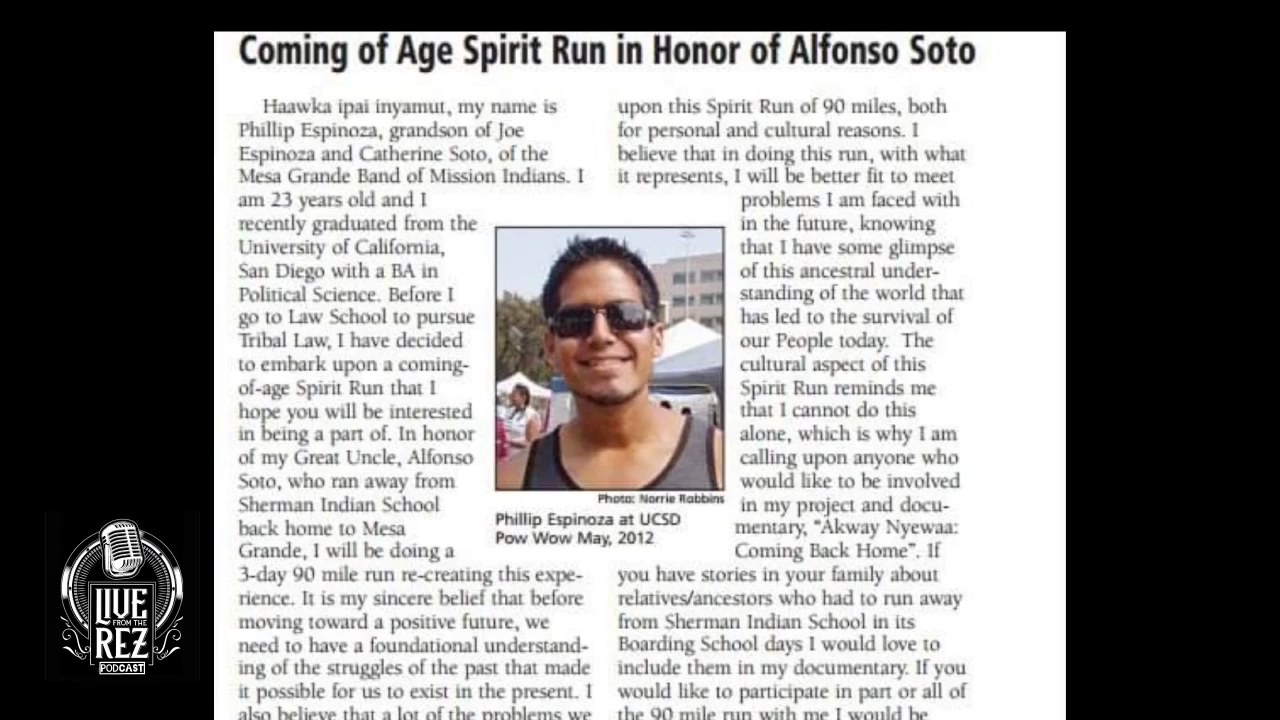 Coming of Age Spirit Run in Honor of Alfonso Soto
Haawka ipai inyamut, my name is
Phillip Espinoza, grandson of Joe
Espinoza and Catherine Soto, of the
Mesa Grande Band of Mission Indians. I
am 23 years old and I
recently graduated from the
University of California,
San Diego with a BA in
Political Science. Before I
go to Law School to pursue
Tribal Law, I have decided
to embark upon a coming-
of-age Spirit Run that I
hope you will be interested
in being a part of. In honor
of my Great Uncle, Alfonso
Soto, who ran away from
Sherman Indian School
back home to Mesa
Grande, I will be doing a
3-day 90 mile run re-creating this expe-
rience. It is my sincere belief that before
moving toward a positive future, we
need to have a foundational understand-
ing of the struggles of the past that made
it possible for us to exist in the present. I
also believe that a lot of the problems we
Photo: Norrie Robbins
Phillip Espinoza at UCSD
Pow Wow May, 2012
upon this Spirit Run of 90 miles, both
for personal and cultural reasons. I
believe that in doing this run, with what
it represents, I will be better fit to meet
problems I am faced with
in the future, knowing
that I have some glimpse
of this ancestral under-
standing of the world that
has led to the survival of
our People today. The
cultural aspect of this
Spirit Run reminds me
that I cannot do this
alone, which is why I am
calling upon anyone who
would like to be involved
in my project and docu-
mentary, “Akway Nyewaa:
Coming Back Home”. If
you have stories in your family about
relatives/ancestors who had to run away
from Sherman Indian School in its
Boarding School days I would love to
include them in my documentary. If you
would like to participate in part or all of
the 90 mile run with me I would be
LIVE
FROM THE
REZ
PODCAST